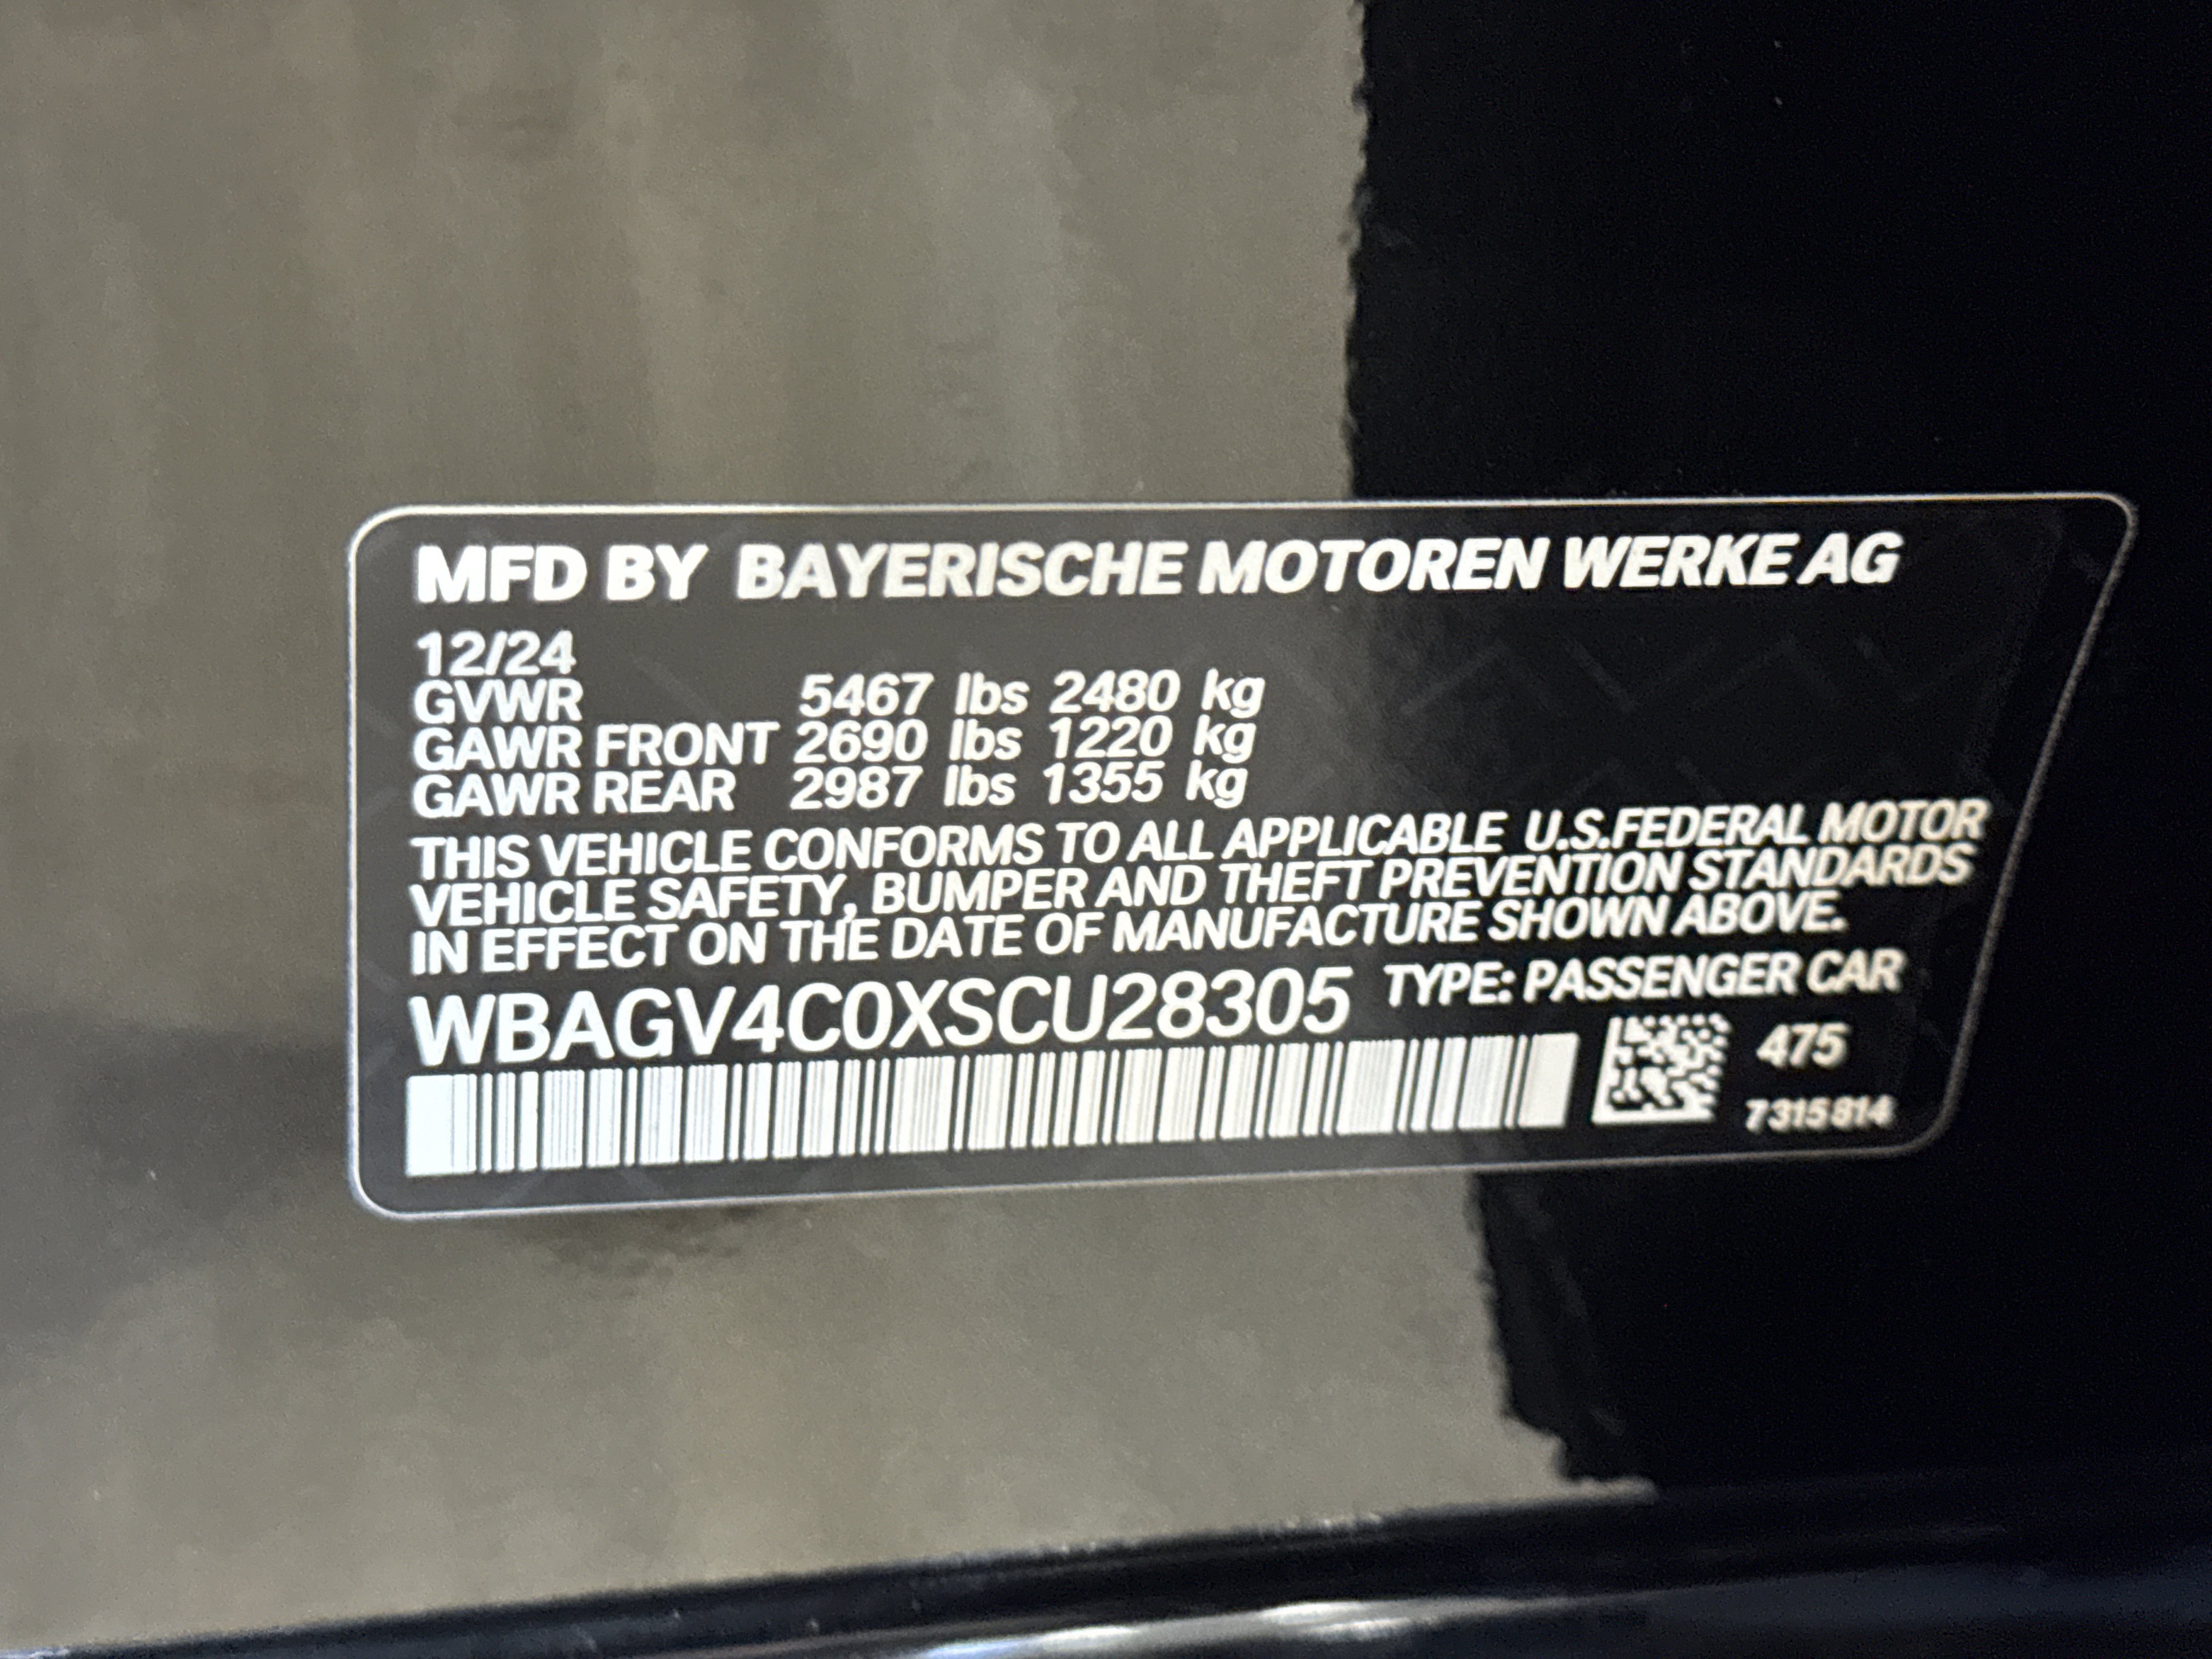 MFD BY BAYERISCHE MOTOREN WERKE AG
12/24
GVWR 5467 lbs 2480 kg
GAWR FRONT 2690 lbs 1220 kg
GAWR REAR 2987 lbs 1355 kg
THIS VEHICLE CONFORMS TO ALL APPLICABLE U.S.FEDERAL MOTOR
VEHICLE SAFETY, BUMPER AND THEFT PREVENTION STANDARDS
IN EFFECT ON THE DATE OF MANUFACTURE SHOWN ABOVE.
WBAGV4C0XSCU28305 TYPE: PASSENGER CAR
475
7315814